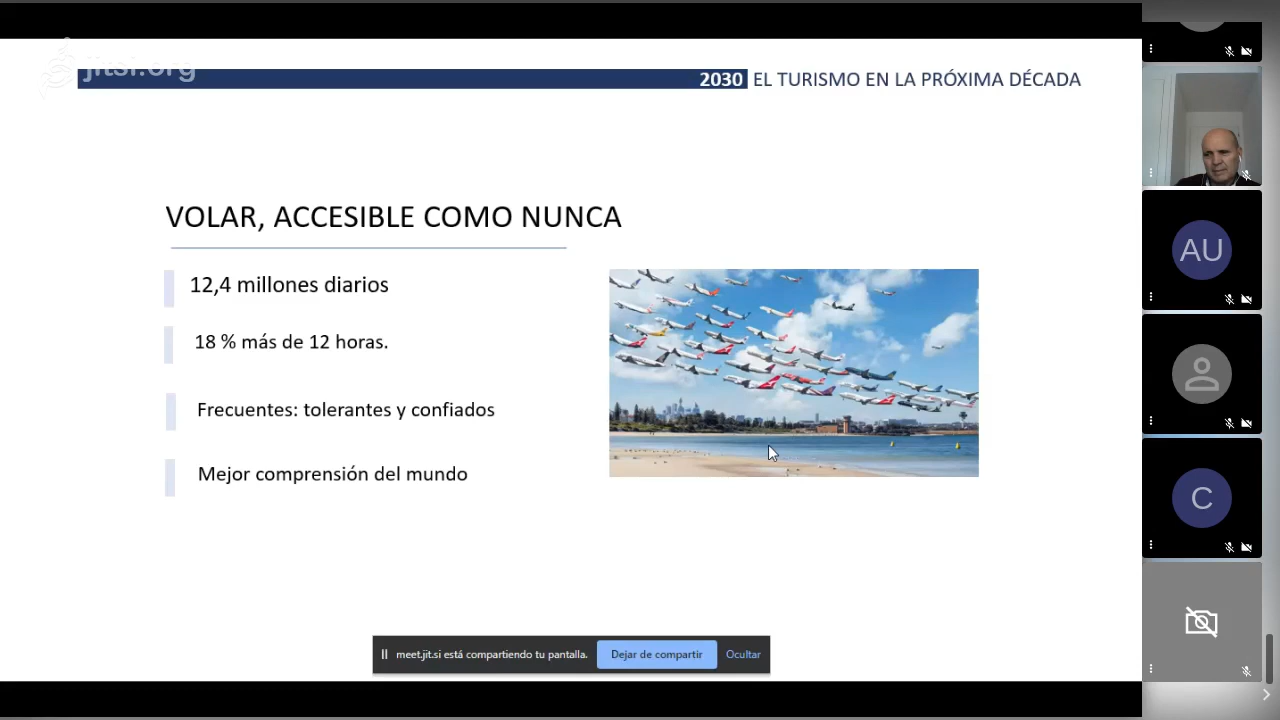 jitsi.org
2030 EL TURISMO EN LA PRÓXIMA DÉCADA
VOLAR, ACCESIBLE COMO NUNCA
12,4 millones diarios
18 % más de 12 horas.
Frecuentes: tolerantes y confiados
Mejor comprensión del mundo
meet.jit.si está compartiendo tu pantalla.
Dejar de compartir
Ocultar
AU
C